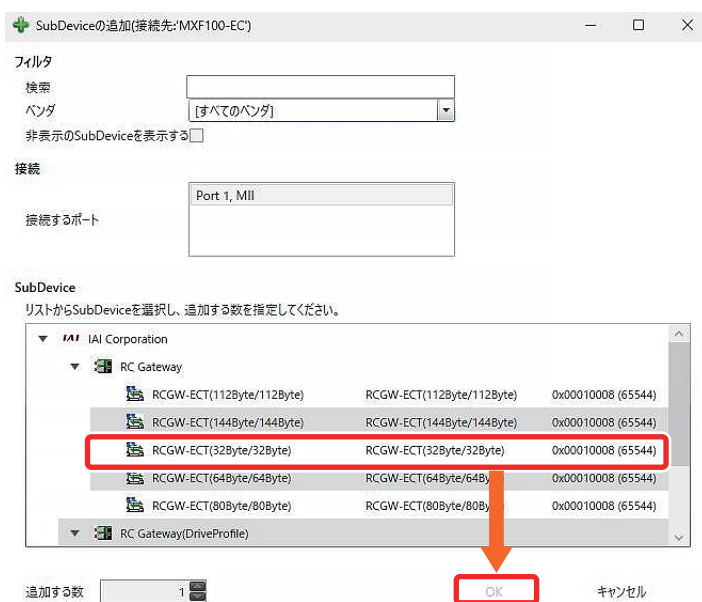 SubDeviceの追加(接続先:'MXF100-EC')
フィルタ
検索
ベンダ [すべてのベンダ]
非表示のSubDeviceを表示する
接続
Port 1, MII
接続するポート
SubDevice
リストからSubDeviceを選択し、追加する数を指定してください。
IAI IAI Corporation
RC Gateway
RCGW-ECT(112Byte/112Byte) RCGW-ECT(112Byte/112Byte) 0x00010008 (65544)
RCGW-ECT(144Byte/144Byte) RCGW-ECT(144Byte/144Byte) 0x00010008 (65544)
RCGW-ECT(32Byte/32Byte) RCGW-ECT(32Byte/32Byte) 0x00010008 (65544)
RCGW-ECT(64Byte/64Byte) RCGW-ECT(64Byte/64By 0x00010008 (65544)
RCGW-ECT(80Byte/80Byte) RCGW-ECT(80Byte/80By 0x00010008 (65544)
RC Gateway(DriveProfile)
追加する数 1 OK キャンセル